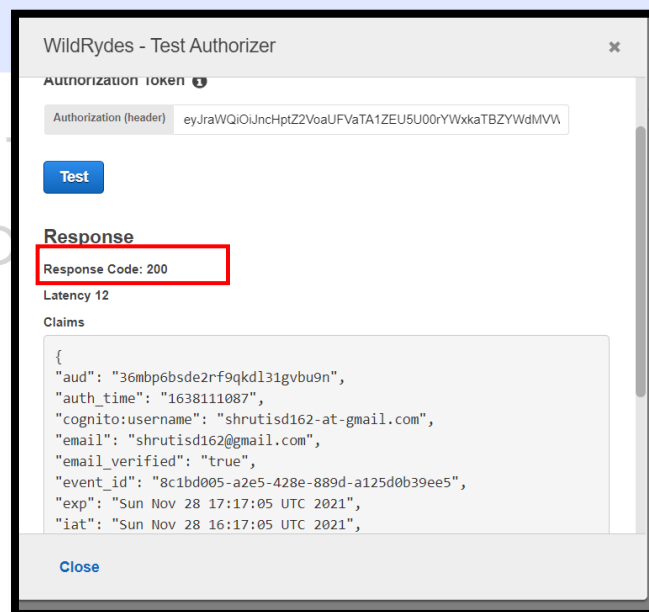 WildRydes - Test Authorizer
Authorization Token
Authorization (header) eyJraWQiOiJncHptZ2VoaUFVaTA1ZEU5U00rYWxkaTBZYWdMVW
Test
Response
Response Code: 200
Latency 12
Claims
{
"aud": "36mbp6bsde2rf9qkdl31gvbu9n",
"auth_time": "1638111087",
"cognito:username": "shrutisd162-at-gmail.com",
"email": "shrutisd162@gmail.com",
"email_verified": "true",
"event_id": "8c1bd005-a2e5-428e-889d-a125d0b39ee5",
"exp": "Sun Nov 28 17:17:05 UTC 2021",
"iat": "Sun Nov 28 16:17:05 UTC 2021",
Close